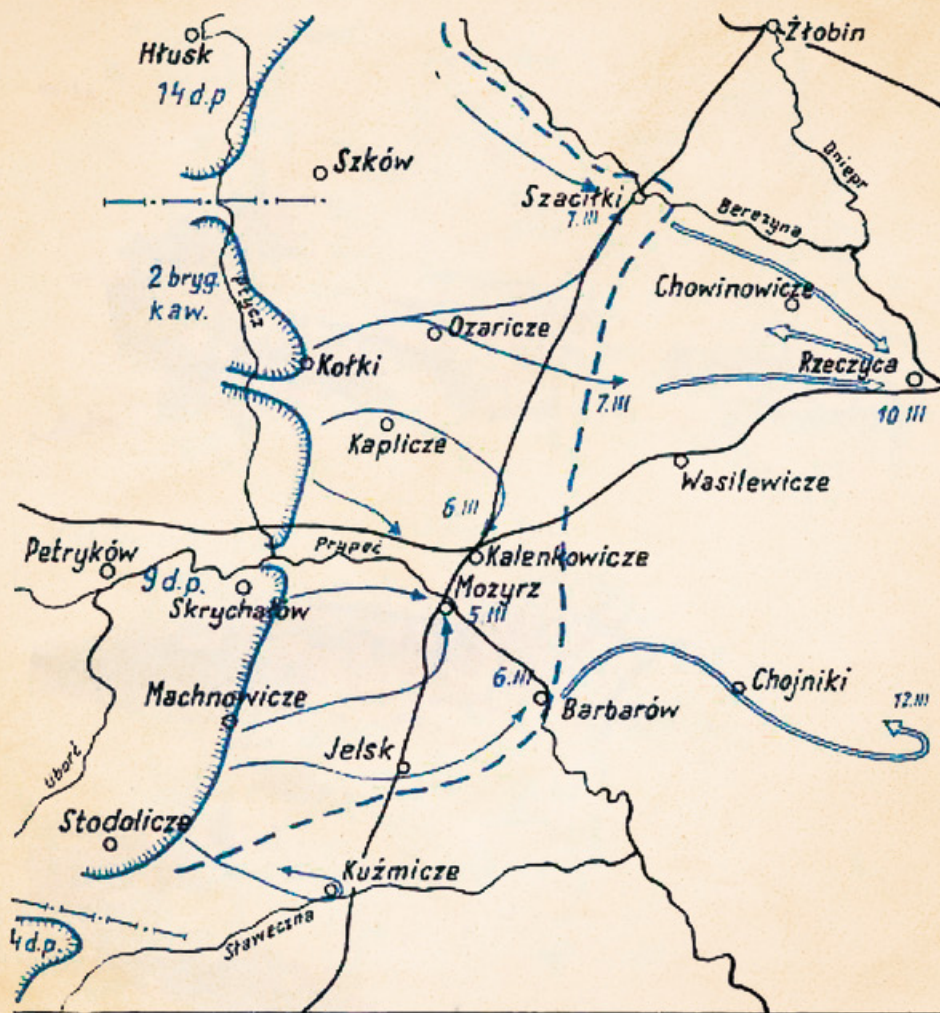 Żłobin
Hłusk
14 d.p
Szków
Dniepr
Szaciłki
7.III
Berezyna
2 bryg.
kaw.
Ptycz
Chowinowicze
Ozaricze
Kołki
Rzeczyca
7.III
10 III
Kaplicze
Wasilewicze
6 III
Prypeć
Petryków
Kalenkowicze
9 d.p.
Skrychałów
Mozyrz
5.III
6.III
Machnowicze
Barbarów
Chojniki
12.III
Jelsk
Uborć
Stodolicze
Kuźmicze
Staweczna
4 d.p.